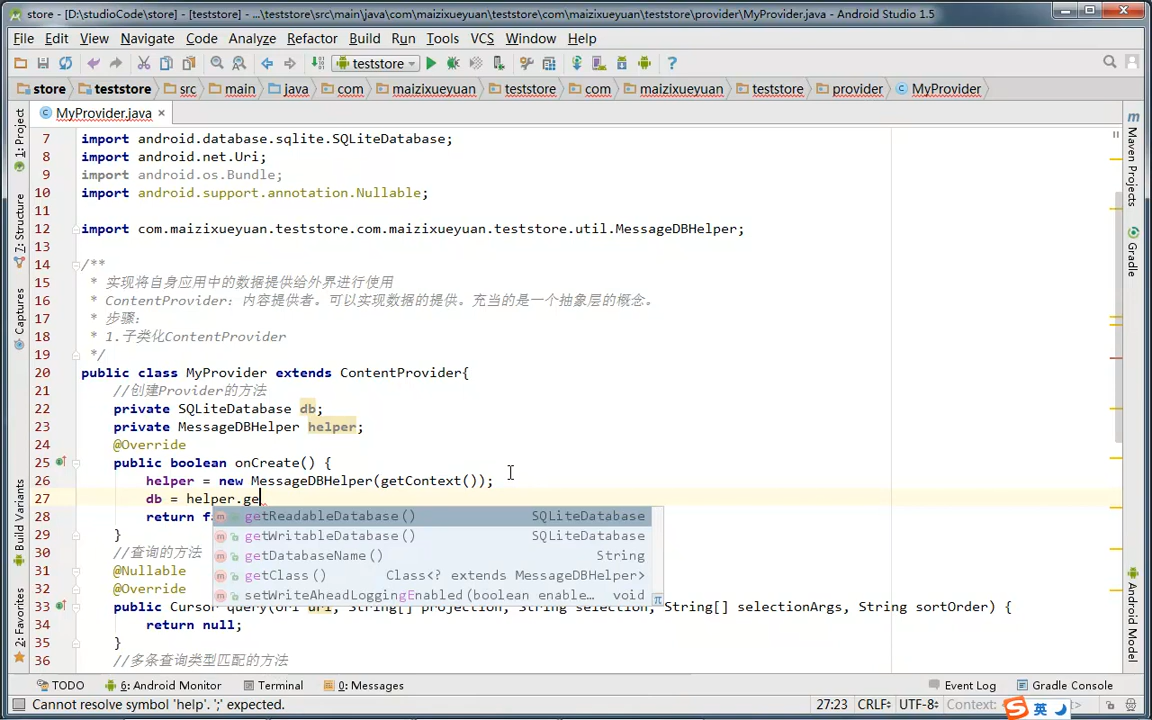 store - [D:\studioCode\store] - [teststore] - ...\teststore\src\main\java\com\maizixueyuan\teststore\com\maizixueyuan\teststore\provider\MyProvider.java - Android Studio 1.5
File Edit View Navigate Code Analyze Refactor Build Run Tools VCS Window Help
teststore
store teststore src main java com maizixueyuan teststore com maizixueyuan teststore provider MyProvider
MyProvider.java
1: Project
7: Structure
Captures
Build Variants
2: Favorites
7 import android.database.sqlite.SQLiteDatabase;
8 import android.net.Uri;
9 import android.os.Bundle;
10 import android.support.annotation.Nullable;
11
12 import com.maizixueyuan.teststore.com.maizixueyuan.teststore.util.MessageDBHelper;
13
14 /**
15 * 实现将自身应用中的数据提供给外界进行使用
16 * ContentProvider：内容提供者。可以实现数据的提供。充当的是一个抽象层的概念。
17 * 步骤：
18 * 1.子类化ContentProvider
19 */
20 public class MyProvider extends ContentProvider{
21 //创建Provider的方法
22 private SQLiteDatabase db;
23 private MessageDBHelper helper;
24 @Override
25 public boolean onCreate() {
26 helper = new MessageDBHelper(getContext());
27 db = helper.ge
28 return f
getReadableDatabase() SQLiteDatabase
getWritableDatabase() SQLiteDatabase
getDatabaseName() String
getClass() Class<? extends MessageDBHelper>
setWriteAheadLoggingEnabled(boolean enable… void
29 }
30 //查询的方法
31 @Nullable
32 @Override
33 public Cursor query(Uri uri, String[] projection, String selection, String[] selectionArgs, String sortOrder) {
34 return null;
35 }
36 //多条查询类型匹配的方法
Maven Projects
Gradle
Android Model
TODO 6: Android Monitor Terminal 0: Messages Event Log Gradle Console
Cannot resolve symbol 'help'. ';' expected. 27:23 CRLF UTF-8 Context: 英